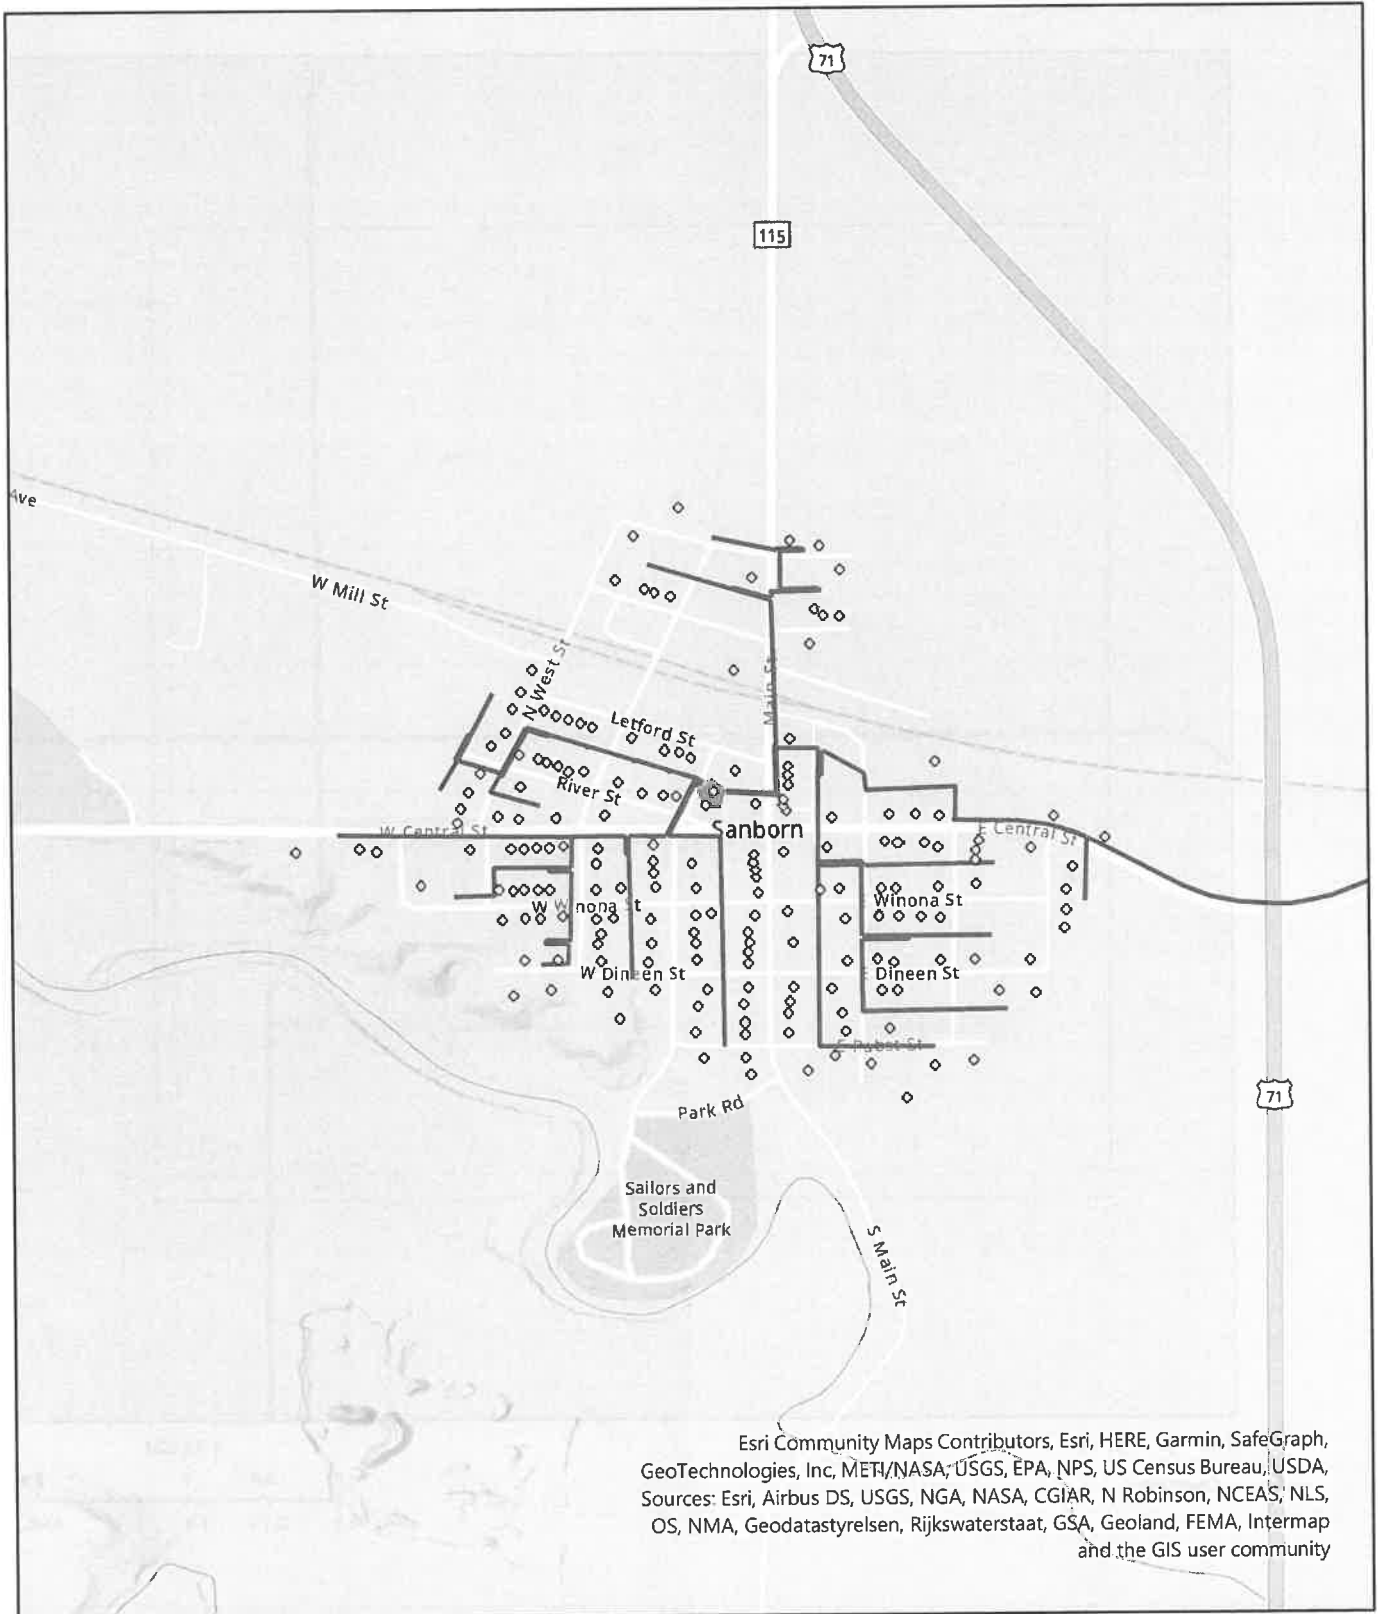 71
115
Ave
W Mill St
N West St
Main St
Letford St
River St
W Central St
Sanborn
E Central St
W Winona St
Winona St
W Dineen St
E Dineen St
E Pabst St
Park Rd
71
Sailors and
Soldiers
Memorial Park
S Main St
Esri Community Maps Contributors, Esri, HERE, Garmin, SafeGraph,
GeoTechnologies, Inc, METI/NASA, USGS, EPA, NPS, US Census Bureau, USDA,
Sources: Esri, Airbus DS, USGS, NGA, NASA, CGIAR, N Robinson, NCEAS, NLS,
OS, NMA, Geodatastyrelsen, Rijkswaterstaat, GSA, Geoland, FEMA, Intermap
and the GIS user community